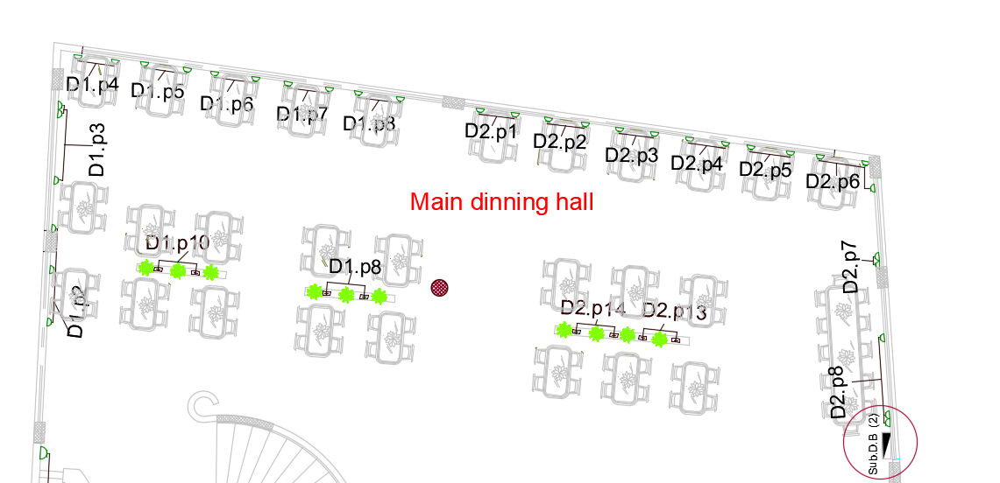 D1.p4
D1.p5
D1.p6
D1.p7
D1.p8
D2.p1
D2.p2
D2.p3
D2.p4
D2.p5
D2.p6
D1.p3
Main dinning hall
D1.p10
D1.p8
D2.p7
D1.p2
D2.p14
D2.p13
D2.p8
Sub.D.B (2)